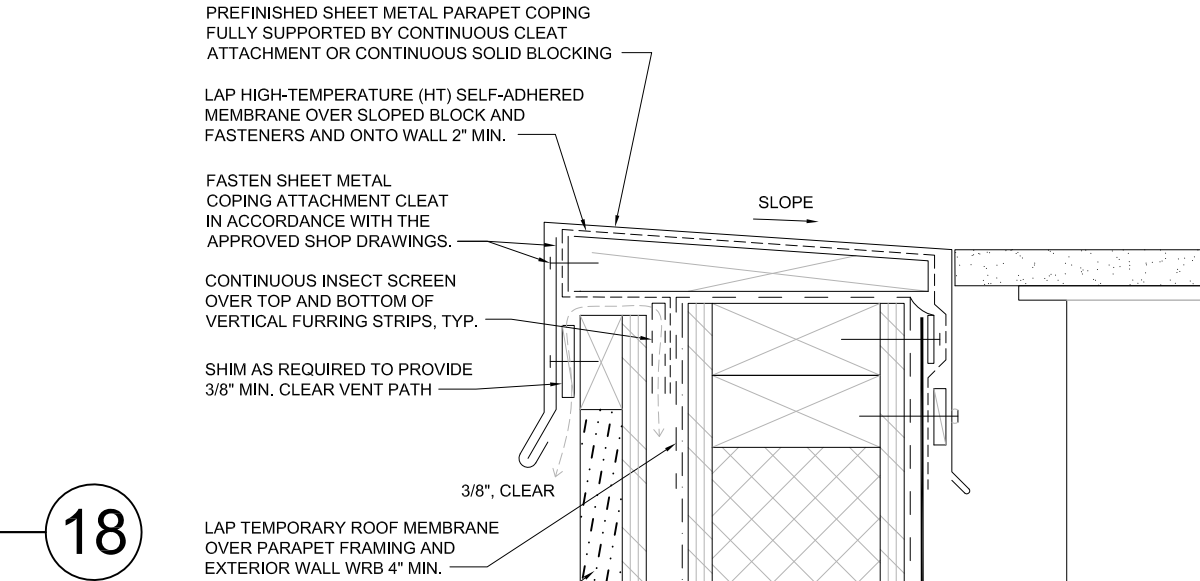 PREFINISHED SHEET METAL PARAPET COPING
FULLY SUPPORTED BY CONTINUOUS CLEAT
ATTACHMENT OR CONTINUOUS SOLID BLOCKING
LAP HIGH-TEMPERATURE (HT) SELF-ADHERED
MEMBRANE OVER SLOPED BLOCK AND
FASTENERS AND ONTO WALL 2" MIN.
FASTEN SHEET METAL
COPING ATTACHMENT CLEAT
IN ACCORDANCE WITH THE
APPROVED SHOP DRAWINGS.
SLOPE
CONTINUOUS INSECT SCREEN
OVER TOP AND BOTTOM OF
VERTICAL FURRING STRIPS, TYP.
SHIM AS REQUIRED TO PROVIDE
3/8" MIN. CLEAR VENT PATH
3/8", CLEAR
18
LAP TEMPORARY ROOF MEMBRANE
OVER PARAPET FRAMING AND
EXTERIOR WALL WRB 4" MIN.